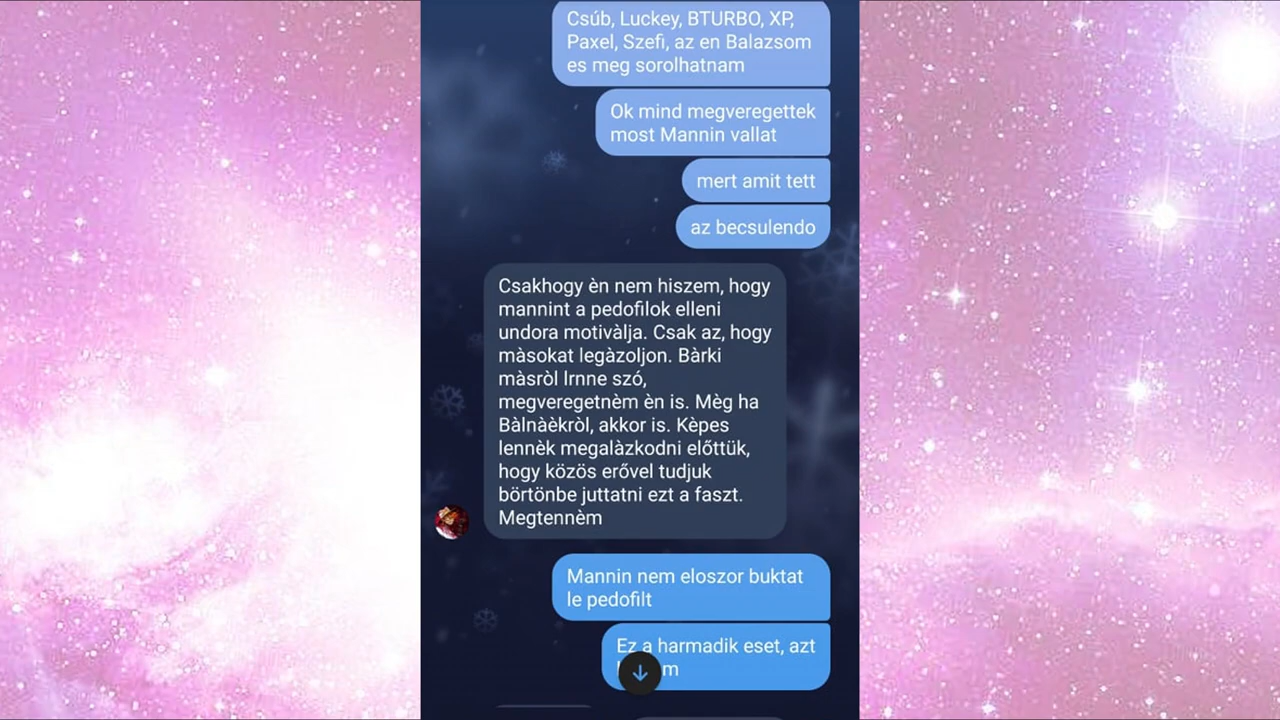 Csúb, Luckey, BTURBO, XP,
Paxel, Szefi, az en Balazsom
es meg sorolhatnam
Ok mind megveregettek
most Mannin vallat
mert amit tett
az becsulendo
Csakhogy èn nem hiszem, hogy
mannint a pedofilok elleni
undora motivàlja. Csak az, hogy
màsokat legàzoljon. Bàrki
màsròl lrnne szó,
megveregetnèm èn is. Mèg ha
Bàlnàèkròl, akkor is. Kèpes
lennèk megalàzkodni előttük,
hogy közös erővel tudjuk
börtönbe juttatni ezt a faszt.
Megtennèm
Mannin nem eloszor buktat
le pedofilt
Ez a harmadik eset, azt